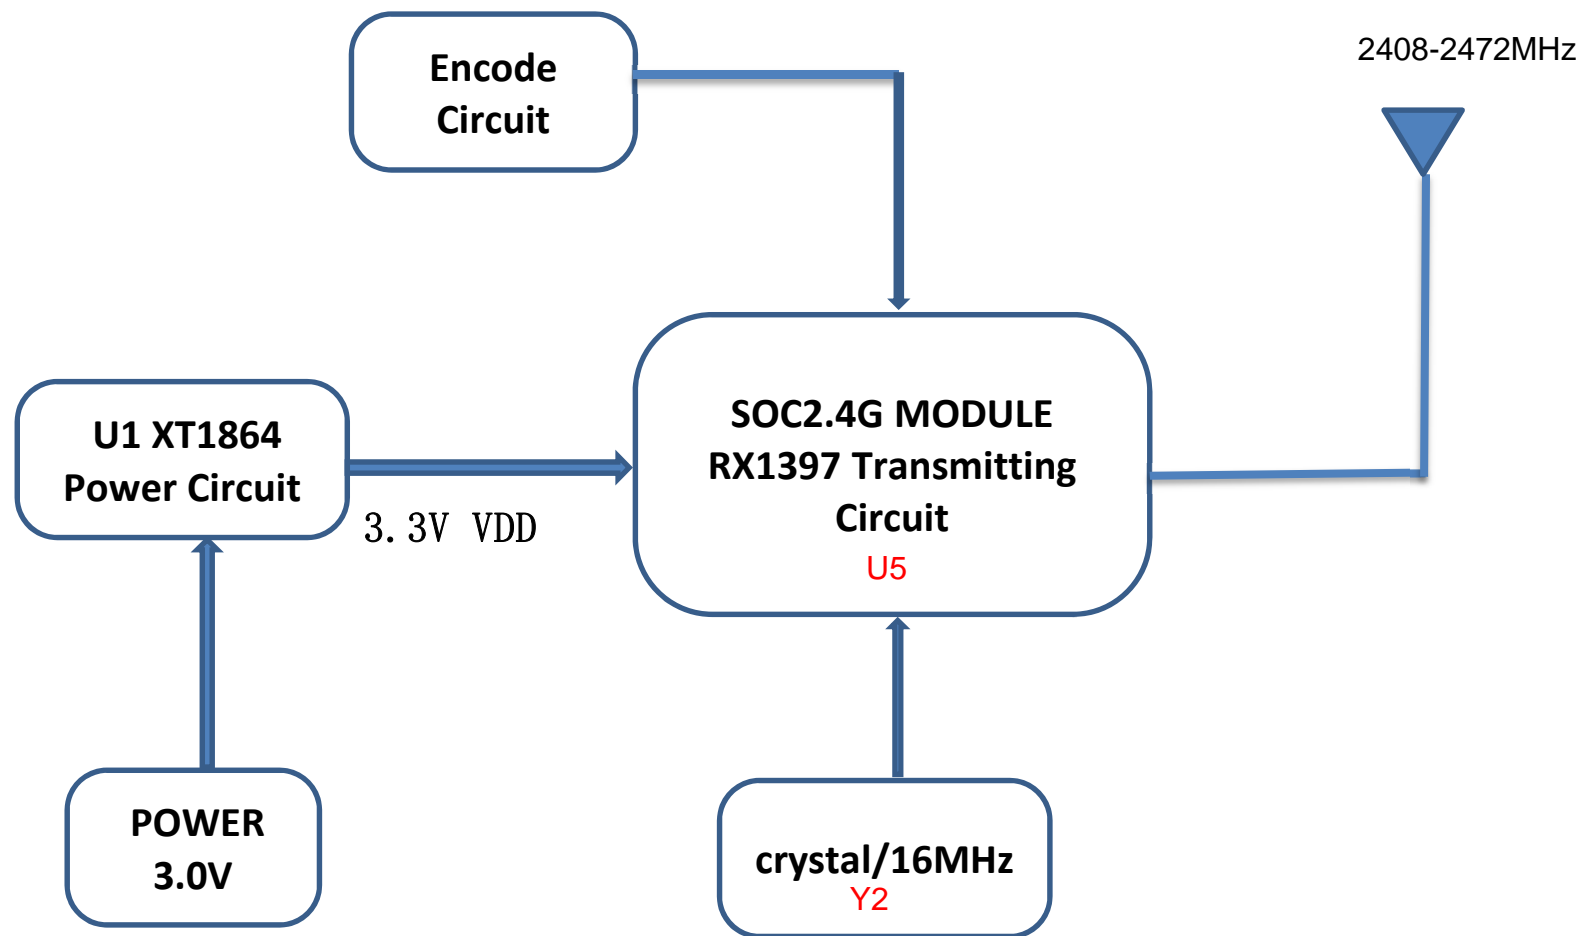 Encode
Circuit
2408-2472MHz
SOC2.4G MODULE
RX1397 Transmitting
Circuit
U5
U1 XT1864
Power Circuit
3.3V VDD
POWER
3.0V
crystal/16MHz
Y2